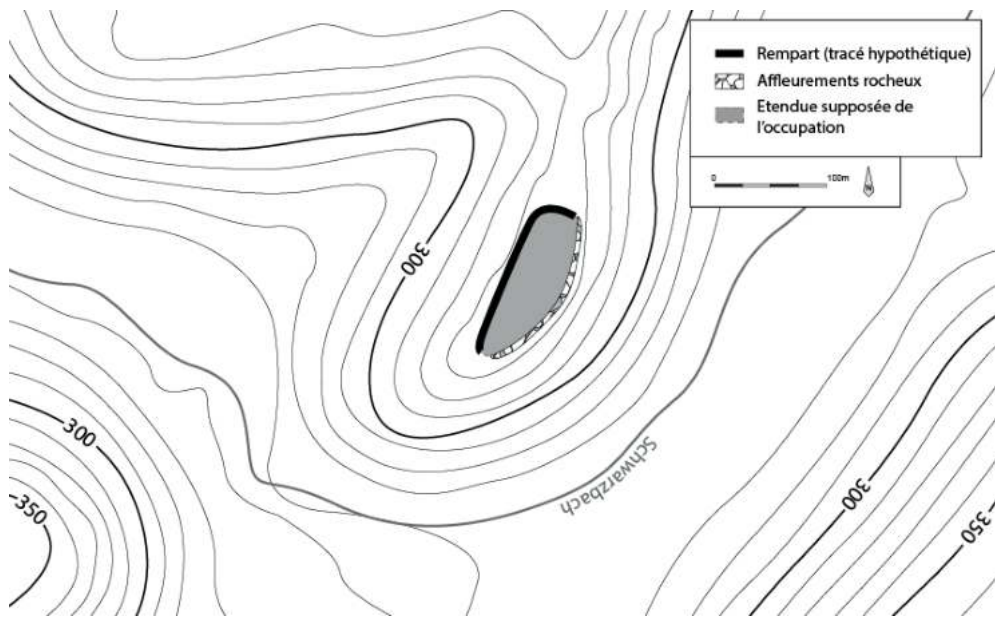 Rempart (tracé hypothétique)
Affleurements rocheux
Etendue supposée de
l'occupation
0 100m
N
300
300
350
Schwarzbach
300
350